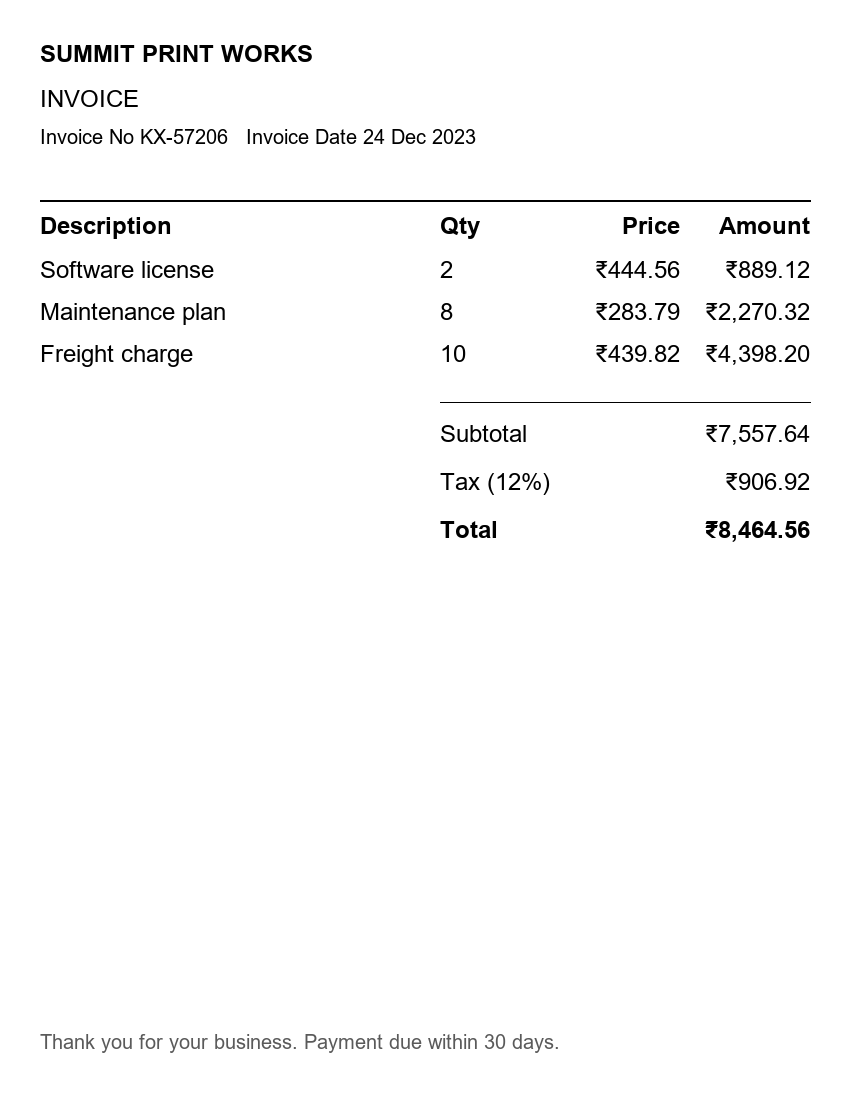 SUMMIT PRINT WORKS
INVOICE
Invoice No KX-57206 Invoice Date 24 Dec 2023
Description Qty Price Amount
Software license 2 ₹444.56 ₹889.12
Maintenance plan 8 ₹283.79 ₹2,270.32
Freight charge 10 ₹439.82 ₹4,398.20
Subtotal ₹7,557.64
Tax (12%) ₹906.92
Total ₹8,464.56
Thank you for your business. Payment due within 30 days.